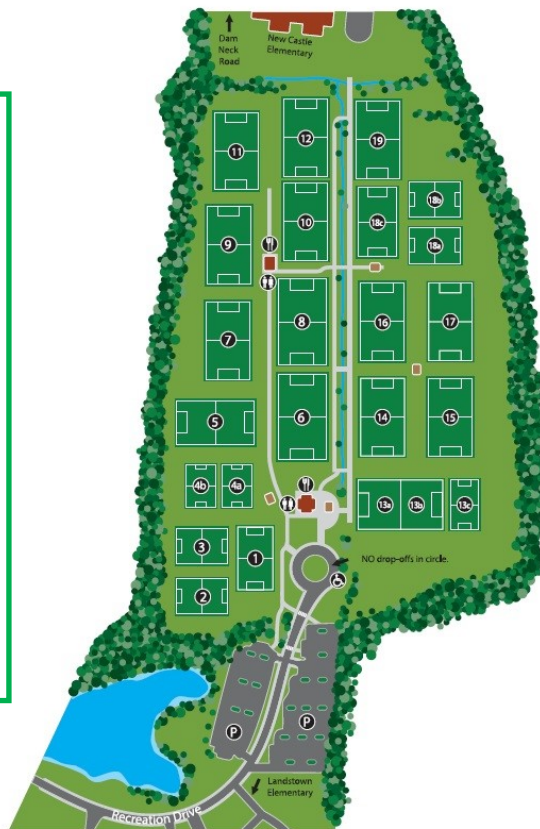 Dam
Neck
Road
New Castle
Elementary
11
12
19
9
10
18c
18b
18a
7
8
16
17
5
6
14
15
4b
4a
13a
13b
13c
3
1
2
NO drop-offs in circle.
P
P
Landstown
Elementary
Recreation Drive